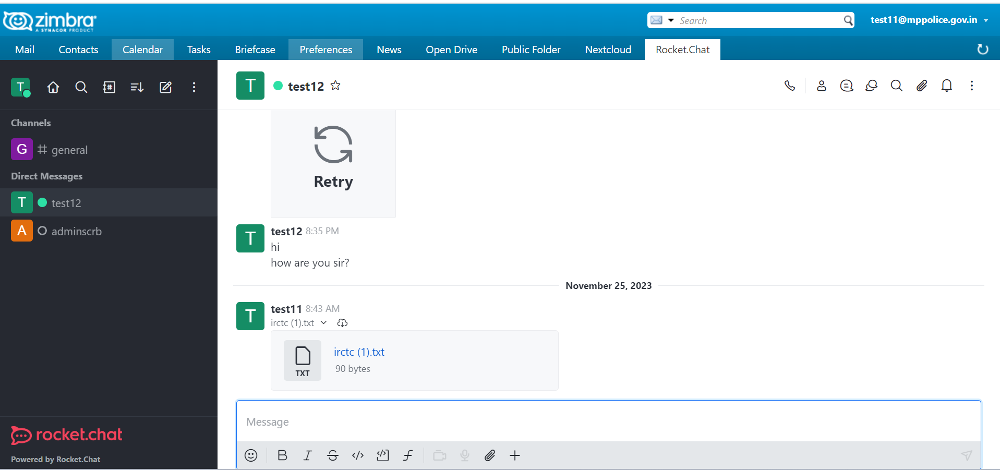 zimbra
A SYNACOR PRODUCT
Search
test11@mppolice.gov.in
Mail Contacts Calendar Tasks Briefcase Preferences News Open Drive Public Folder Nextcloud Rocket.Chat
T
T test12
Channels
G # general
Direct Messages
T test12
A adminscrb
rocket.chat
Powered by Rocket.Chat
Retry
T test12 8:35 PM
hi
how are you sir?
November 25, 2023
T test11 8:43 AM
irctc (1).txt
TXT
irctc (1).txt
90 bytes
Message
B I S </> </> f +